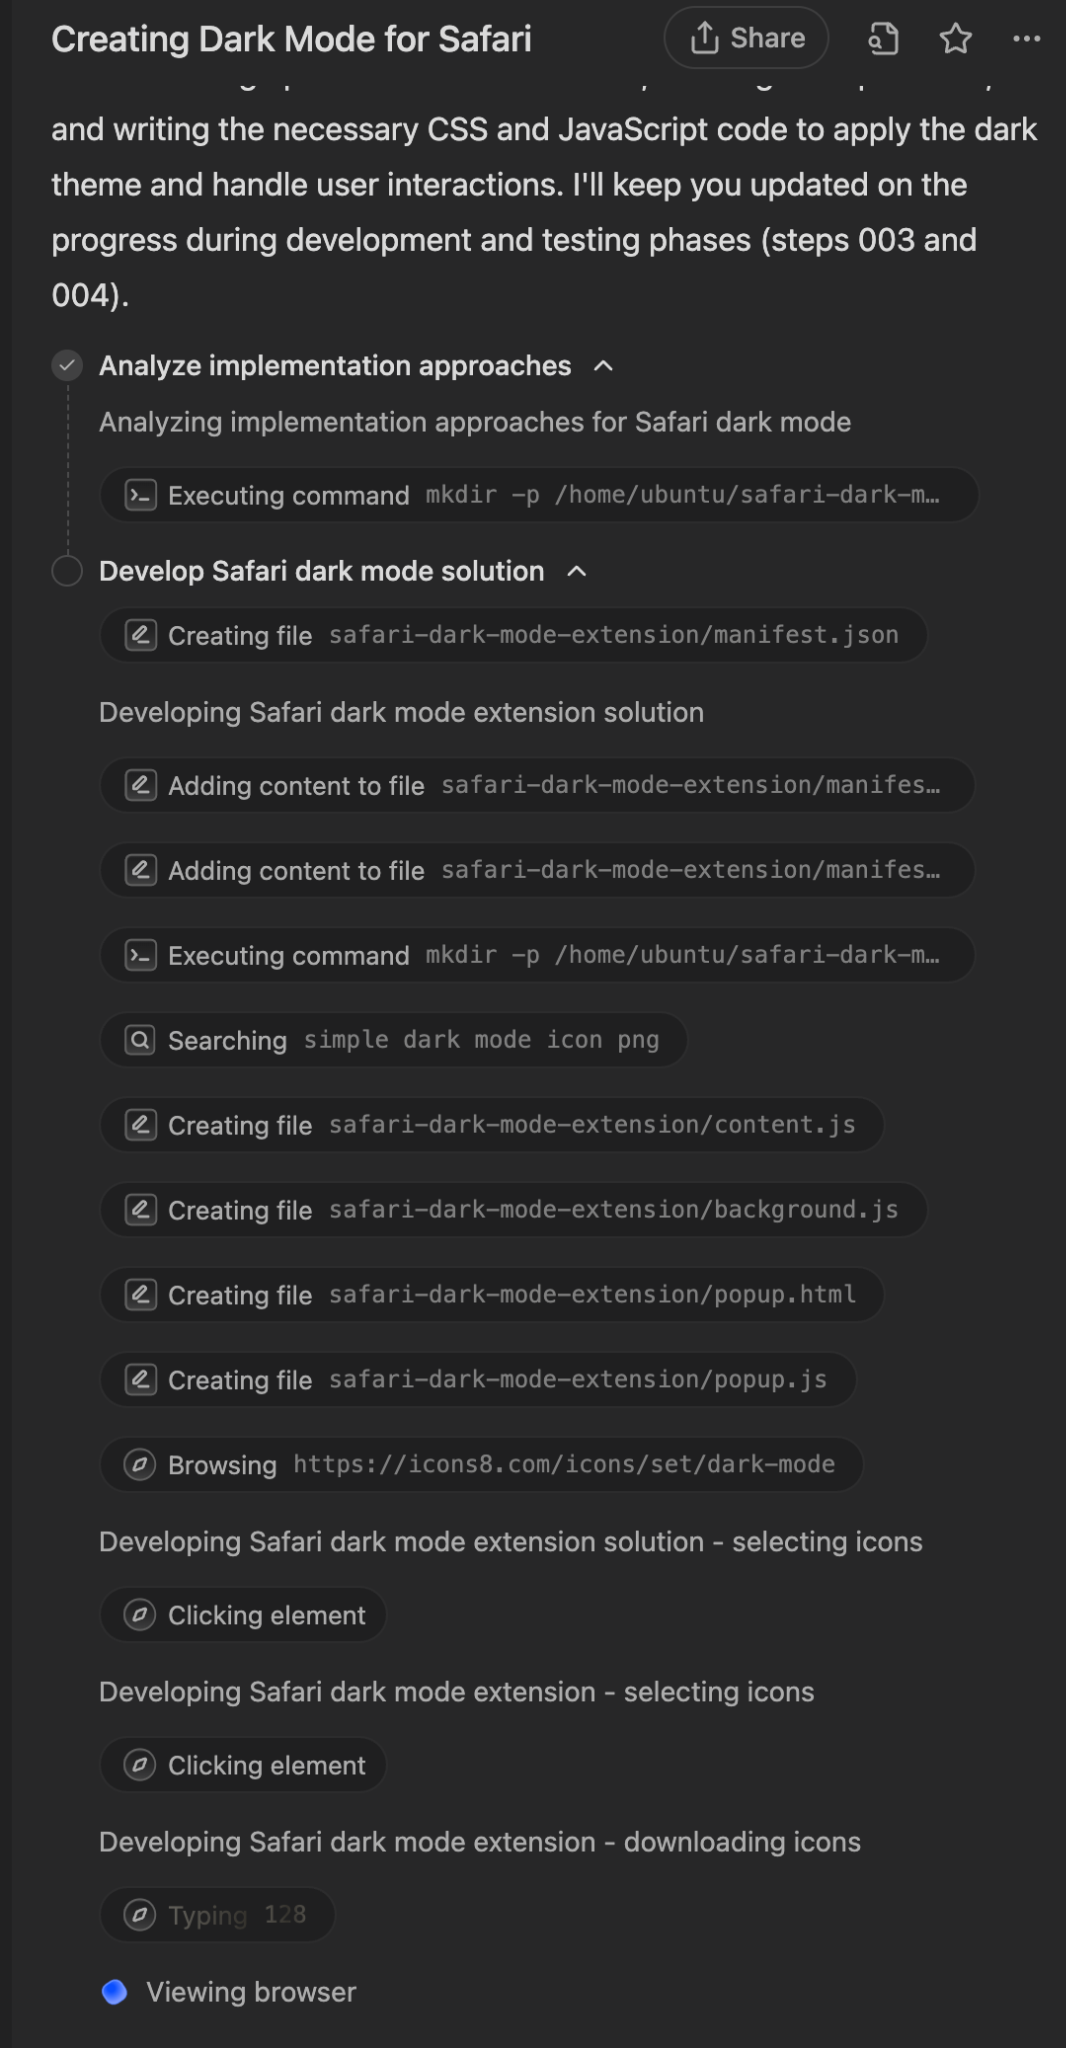 Creating Dark Mode for Safari
Share
and writing the necessary CSS and JavaScript code to apply the dark
theme and handle user interactions. I'll keep you updated on the
progress during development and testing phases (steps 003 and
004).
Analyze implementation approaches
Analyzing implementation approaches for Safari dark mode
Executing command mkdir -p /home/ubuntu/safari-dark-m…
Develop Safari dark mode solution
Creating file safari-dark-mode-extension/manifest.json
Developing Safari dark mode extension solution
Adding content to file safari-dark-mode-extension/manifes…
Adding content to file safari-dark-mode-extension/manifes…
Executing command mkdir -p /home/ubuntu/safari-dark-m…
Searching simple dark mode icon png
Creating file safari-dark-mode-extension/content.js
Creating file safari-dark-mode-extension/background.js
Creating file safari-dark-mode-extension/popup.html
Creating file safari-dark-mode-extension/popup.js
Browsing https://icons8.com/icons/set/dark-mode
Developing Safari dark mode extension solution - selecting icons
Clicking element
Developing Safari dark mode extension - selecting icons
Clicking element
Developing Safari dark mode extension - downloading icons
Typing 128
Viewing browser